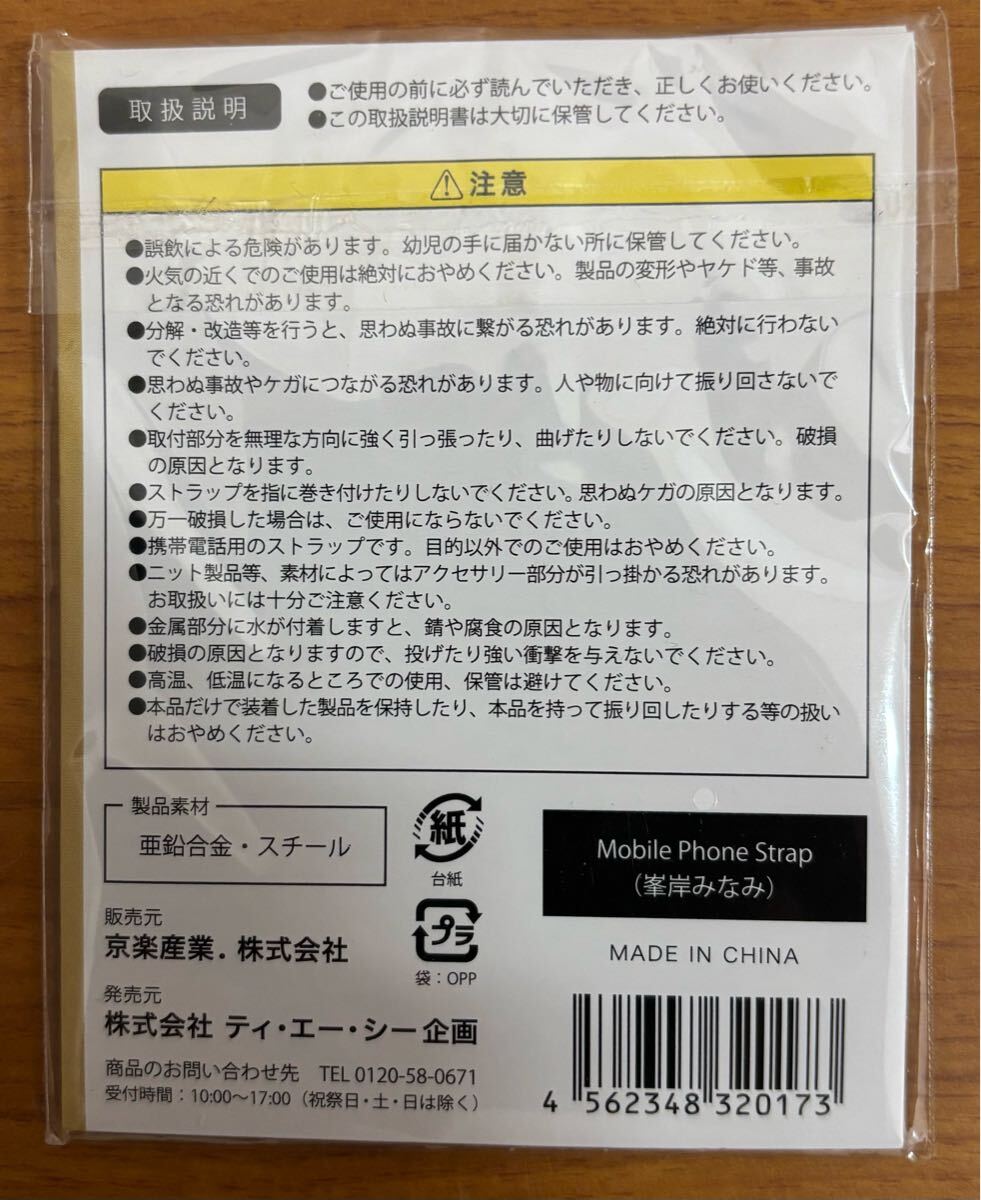 取扱説明
●ご使用の前に必ず読んでいただき、正しくお使いください。
●この取扱説明書は大切に保管してください。
注意
●誤飲による危険があります。幼児の手に届かない所に保管してください。
●火気の近くでのご使用は絶対におやめください。製品の変形やヤケド等、事故
となる恐れがあります。
●分解・改造等を行うと、思わぬ事故に繋がる恐れがあります。絶対に行わない
でください。
●思わぬ事故やケガにつながる恐れがあります。人や物に向けて振り回さないで
ください。
●取付部分を無理な方向に強く引っ張ったり、曲げたりしないでください。破損
の原因となります。
●ストラップを指に巻き付けたりしないでください。思わぬケガの原因となります。
●万一破損した場合は、ご使用にならないでください。
●携帯電話用のストラップです。目的以外でのご使用はおやめください。
●ニット製品等、素材によってはアクセサリー部分が引っ掛かる恐れがあります。
お取扱いには十分ご注意ください。
●金属部分に水が付着しますと、錆や腐食の原因となります。
●破損の原因となりますので、投げたり強い衝撃を与えないでください。
●高温、低温になるところでの使用、保管は避けてください。
●本品だけで装着した製品を保持したり、本品を持って振り回したりする等の扱い
はおやめください。
製品素材
亜鉛合金・スチール
紙
台紙
プラ
袋：OPP
販売元
京楽産業．株式会社
発売元
株式会社 ティ・エー・シー企画
商品のお問い合わせ先 TEL 0120-58-0671
受付時間：10:00〜17:00（祝祭日・土・日は除く）
Mobile Phone Strap
（峯岸みなみ）
MADE IN CHINA
4 562348 320173